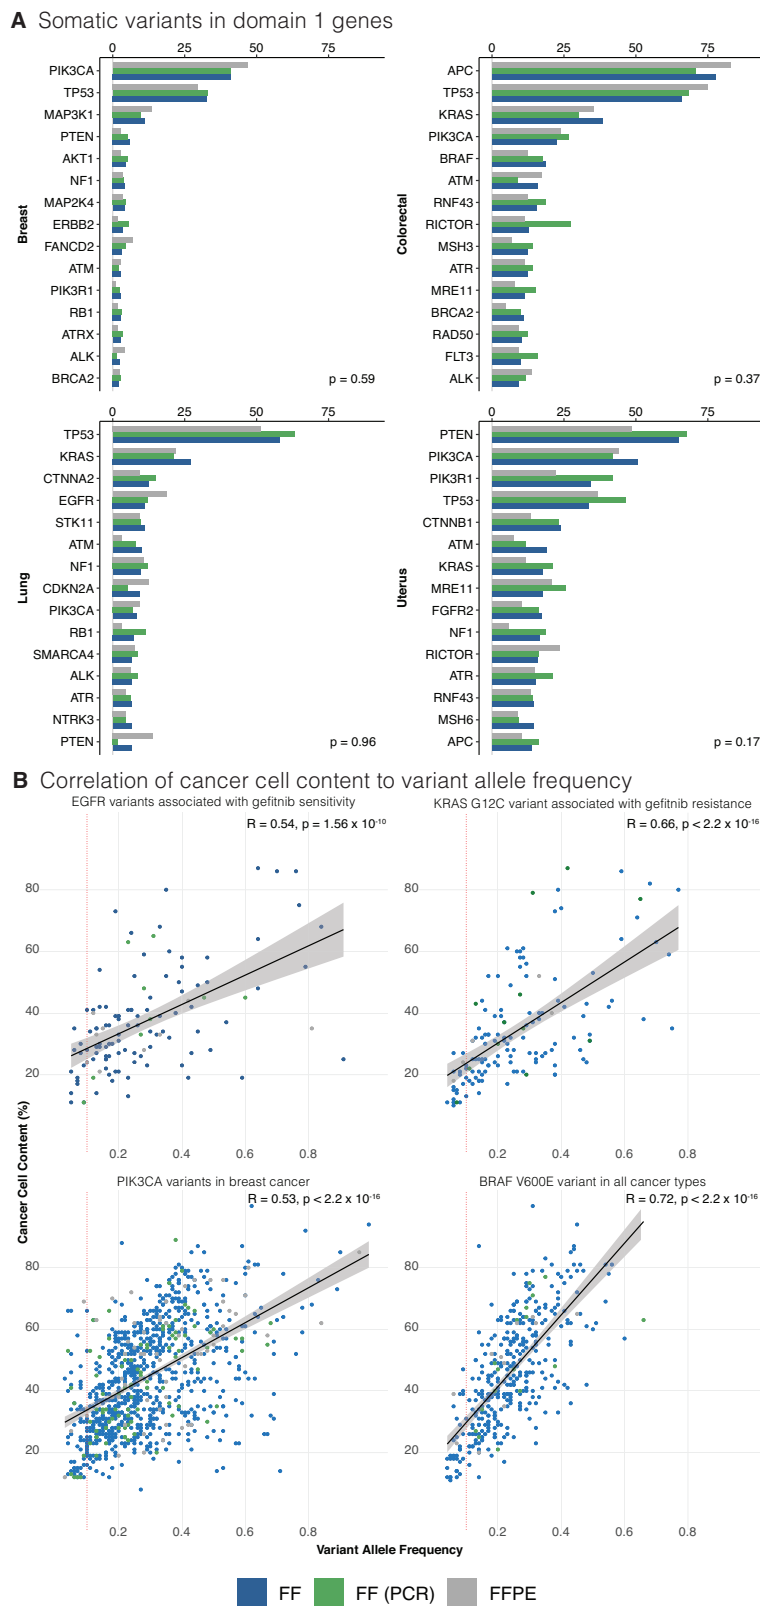 A Somatic variants in domain 1 genes
0 25 50 75
PIK3CA
TP53
MAP3K1
PTEN
AKT1
NF1
MAP2K4
ERBB2
FANCD2
ATM
PIK3R1
RB1
ATRX
ALK
BRCA2
Breast
p = 0.59
0 25 50 75
APC
TP53
KRAS
PIK3CA
BRAF
ATM
RNF43
RICTOR
MSH3
ATR
MRE11
BRCA2
RAD50
FLT3
ALK
Colorectal
p = 0.37
0 25 50 75
TP53
KRAS
CTNNA2
EGFR
STK11
ATM
NF1
CDKN2A
PIK3CA
RB1
SMARCA4
ALK
ATR
NTRK3
PTEN
Lung
p = 0.96
0 25 50 75
PTEN
PIK3CA
PIK3R1
TP53
CTNNB1
ATM
KRAS
MRE11
FGFR2
NF1
RICTOR
ATR
RNF43
MSH6
APC
Uterus
p = 0.17
B Correlation of cancer cell content to variant allele frequency
EGFR variants associated with gefitnib sensitivity
R = 0.54, p = 1.56 x 10⁻¹⁰
80
60
40
20
0.2 0.4 0.6 0.8
KRAS G12C variant associated with gefitnib resistance
R = 0.66, p < 2.2 x 10⁻¹⁶
80
60
40
20
0.2 0.4 0.6 0.8
Cancer Cell Content (%)
PIK3CA variants in breast cancer
R = 0.53, p < 2.2 x 10⁻¹⁶
80
60
40
20
0.2 0.4 0.6 0.8
BRAF V600E variant in all cancer types
R = 0.72, p < 2.2 x 10⁻¹⁶
80
60
40
20
0.2 0.4 0.6 0.8
Variant Allele Frequency
FF FF (PCR) FFPE